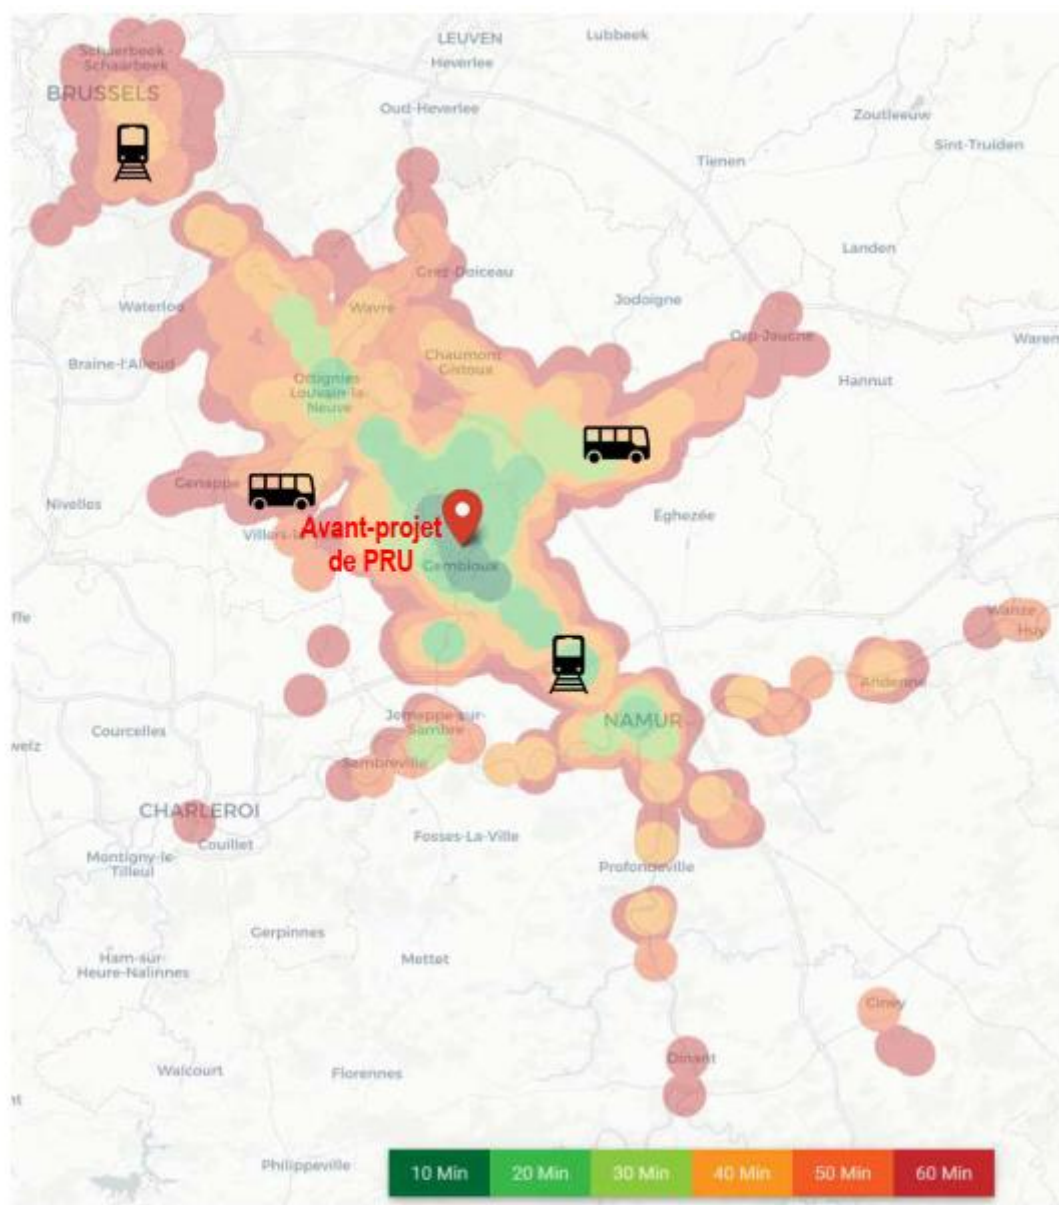 LEUVEN
Lubbeek
Schaerbeek -
Schaarbeek
Heverlee
BRUSSELS
Oud-Heverlee
Zoutleeuw
Sint-Truiden
Tienen
Landen
Grez-Doiceau
Jodoigne
Waterloo
Wavre
Orp-Jauche
Waren
Braine-l'Alleud
Chaumont
Gistoux
Ottignies
Louvain-la-
Neuve
Hannut
Genappe
Nivelles
Eghezée
Avant-projet
de PRU
Villers-la
Gembloux
Wanze
Huy
Andenne
Jemeppe-sur-
Sambre
NAMUR
Courcelles
Sambreville
CHARLEROI
Couillet
Fosses-La-Ville
Montigny-le-
Tilleul
Profondeville
Gerpinnes
Ham-sur-
Heure-Nalinnes
Mettet
Ciney
Dinant
Walcourt
Florennes
Philippeville
10 Min 20 Min 30 Min 40 Min 50 Min 60 Min